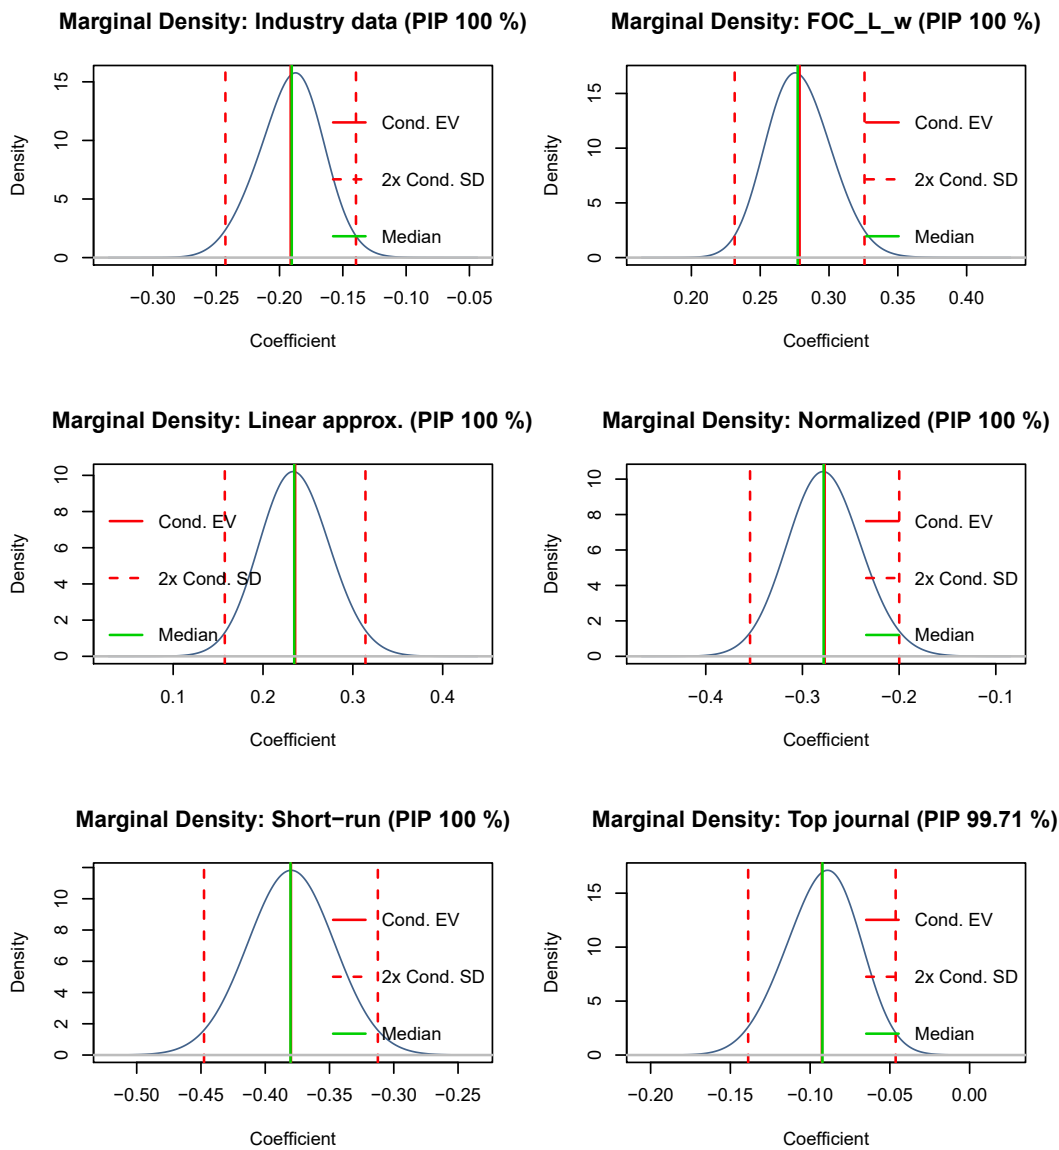 Marginal Density: Industry data (PIP 100 %)
Density
0
5
10
15
Cond. EV
2x Cond. SD
Median
−0.30 −0.25 −0.20 −0.15 −0.10 −0.05
Coefficient
Marginal Density: FOC_L_w (PIP 100 %)
Density
0
5
10
15
Cond. EV
2x Cond. SD
Median
0.20 0.25 0.30 0.35 0.40
Coefficient
Marginal Density: Linear approx. (PIP 100 %)
Density
0
2
4
6
8
10
Cond. EV
2x Cond. SD
Median
0.1 0.2 0.3 0.4
Coefficient
Marginal Density: Normalized (PIP 100 %)
Density
0
2
4
6
8
10
Cond. EV
2x Cond. SD
Median
−0.4 −0.3 −0.2 −0.1
Coefficient
Marginal Density: Short−run (PIP 100 %)
Density
0
2
4
6
8
10
Cond. EV
2x Cond. SD
Median
−0.50 −0.45 −0.40 −0.35 −0.30 −0.25
Coefficient
Marginal Density: Top journal (PIP 99.71 %)
Density
0
5
10
15
Cond. EV
2x Cond. SD
Median
−0.20 −0.15 −0.10 −0.05 0.00
Coefficient